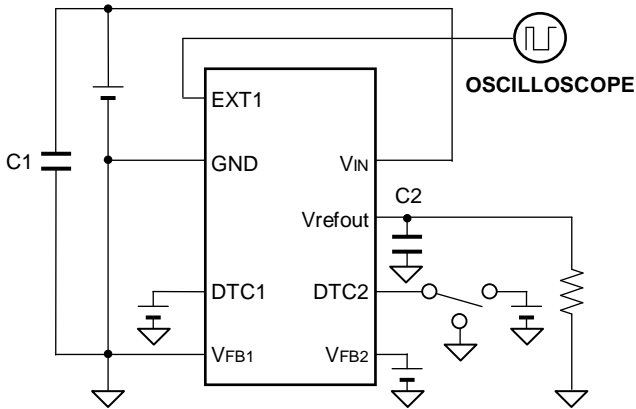 OSCILLOSCOPE
EXT1
C1
GND
VIN
C2
Vrefout
DTC1
DTC2
VFB1
VFB2